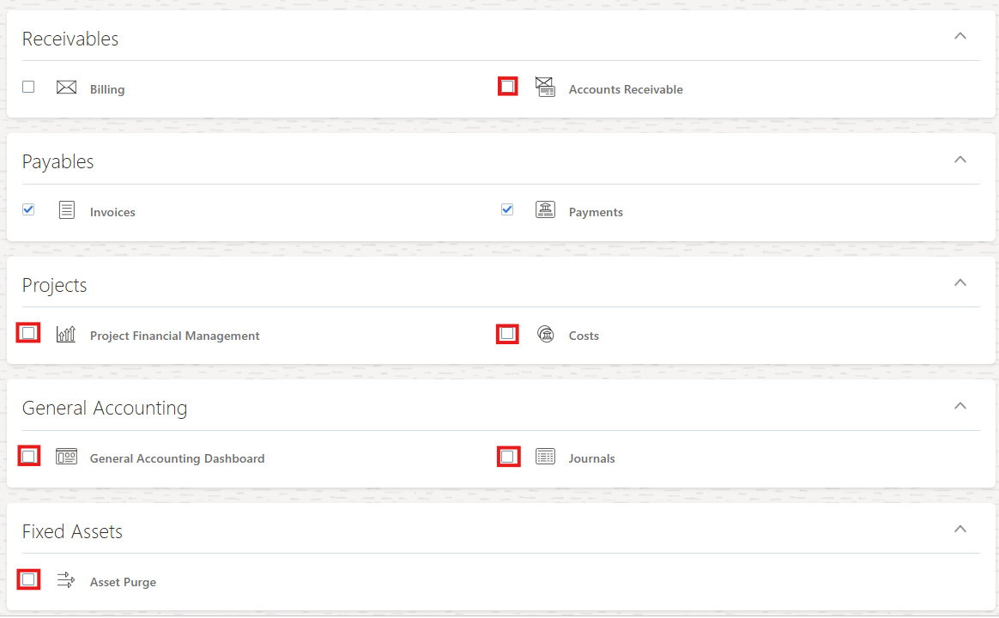 Receivables
Billing
Accounts Receivable
Payables
Invoices
Payments
Projects
Project Financial Management
Costs
General Accounting
General Accounting Dashboard
Journals
Fixed Assets
Asset Purge